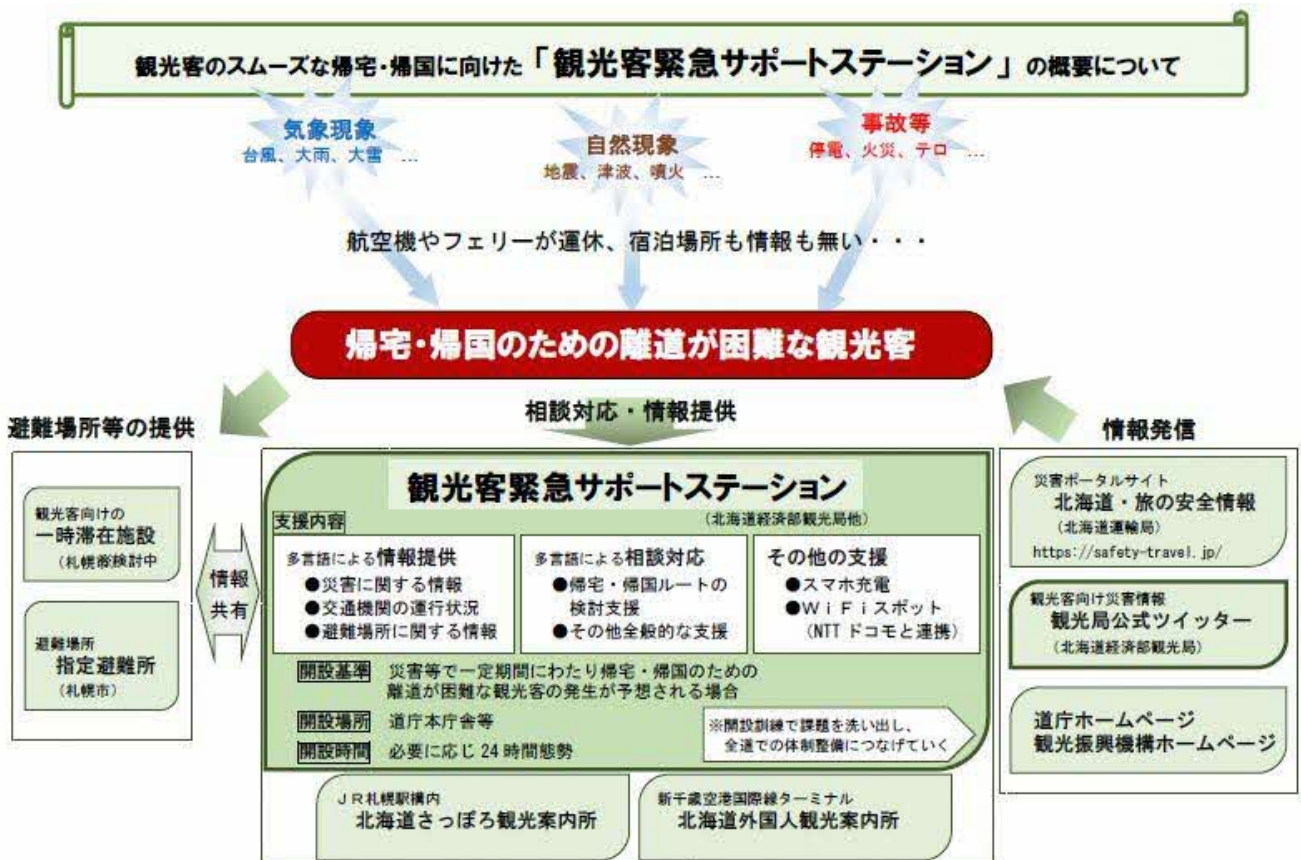 観光客のスムーズな帰宅・帰国に向けた「観光客緊急サポートステーション」の概要について
気象現象
台風、大雨、大雪 …
自然現象
地震、津波、噴火 …
事故等
停電、火災、テロ …
航空機やフェリーが運休、宿泊場所も情報も無い・・・
帰宅・帰国のための離道が困難な観光客
避難場所等の提供
観光客向けの
一時滞在施設
(札幌市検討中
避難場所
指定避難所
(札幌市)
情報
共有
相談対応・情報提供
観光客緊急サポートステーション
(北海道経済部観光局他)
支援内容
多言語による情報提供
●災害に関する情報
●交通機関の運行状況
●避難場所に関する情報
多言語による相談対応
●帰宅・帰国ルートの
検討支援
●その他全般的な支援
その他の支援
●スマホ充電
●WiFiスポット
(NTTドコモと連携)
開設基準 災害等で一定期間にわたり帰宅・帰国のための
離道が困難な観光客の発生が予想される場合
開設場所 道庁本庁舎等
開設時間 必要に応じ24時間態勢
※開設訓練で課題を洗い出し、
全道での体制整備につなげていく
JR札幌駅構内
北海道さっぽろ観光案内所
新千歳空港国際線ターミナル
北海道外国人観光案内所
情報発信
災害ポータルサイト
北海道・旅の安全情報
(北海道運輸局)
https://safety-travel.jp/
観光客向け災害情報
観光局公式ツイッター
(北海道経済部観光局)
道庁ホームページ
観光振興機構ホームページ